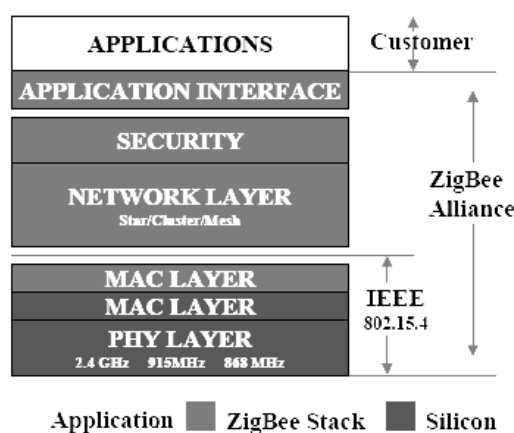 APPLICATIONS
Customer
APPLICATION INTERFACE
SECURITY
NETWORK LAYER
Star/Cluster/Mesh
ZigBee
Alliance
MAC LAYER
MAC LAYER
PHY LAYER
2.4 GHz 915MHz 868 MHz
IEEE
802.15.4
Application ZigBee Stack Silicon